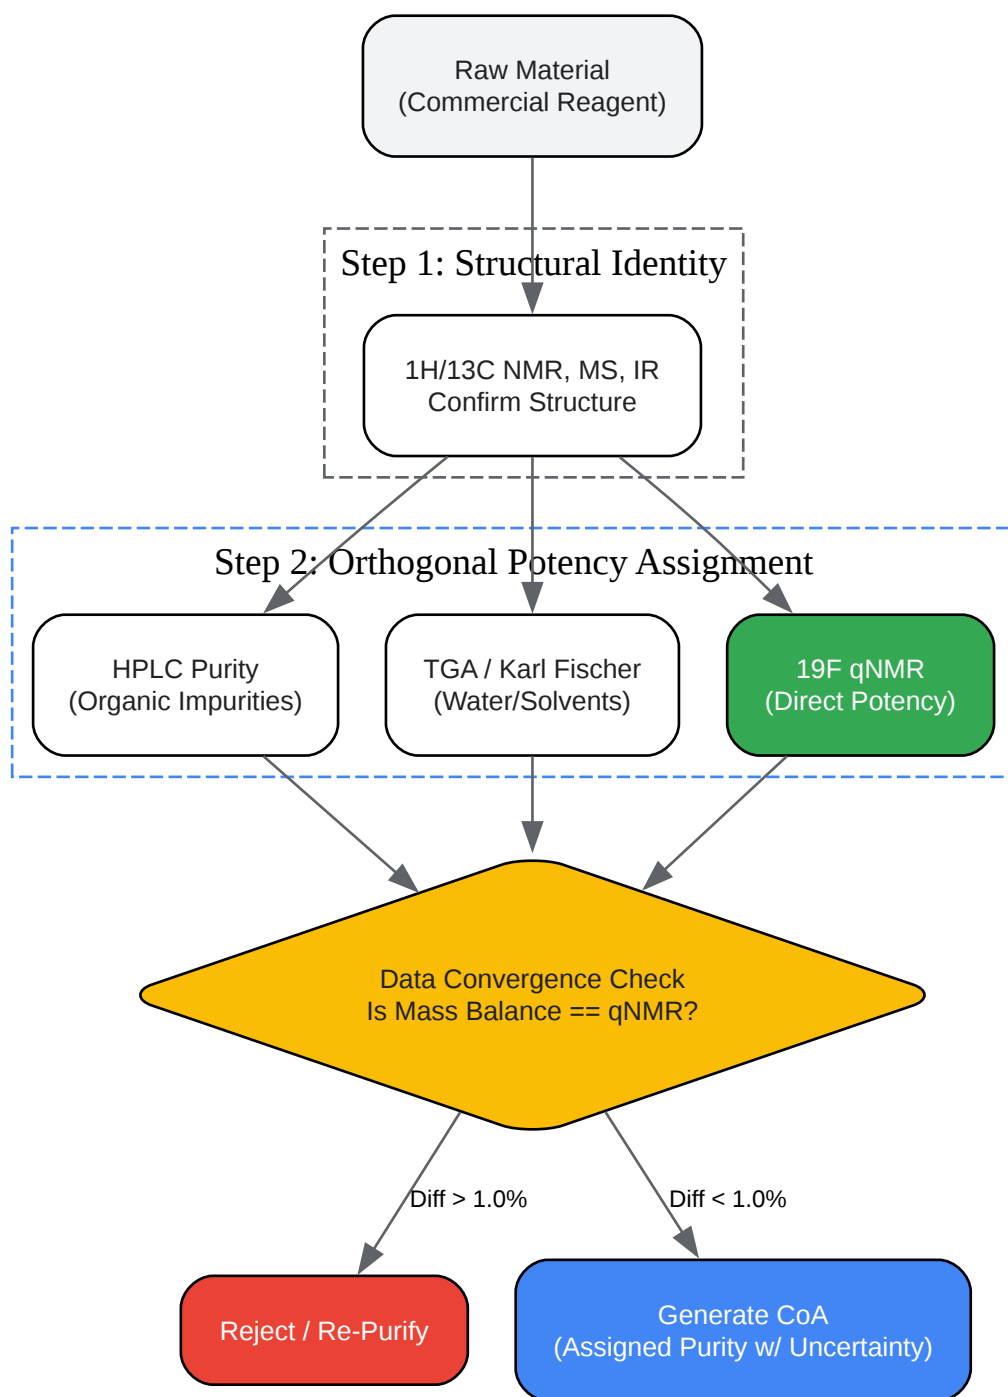 Raw Material
(Commercial Reagent)
Step 1: Structural Identity
1H/13C NMR, MS, IR
Confirm Structure
Step 2: Orthogonal Potency Assignment
HPLC Purity
(Organic Impurities)
TGA / Karl Fischer
(Water/Solvents)
19F qNMR
(Direct Potency)
Data Convergence Check
Is Mass Balance == qNMR?
Diff > 1.0%
Diff < 1.0%
Reject / Re-Purify
Generate CoA
(Assigned Purity w/ Uncertainty)